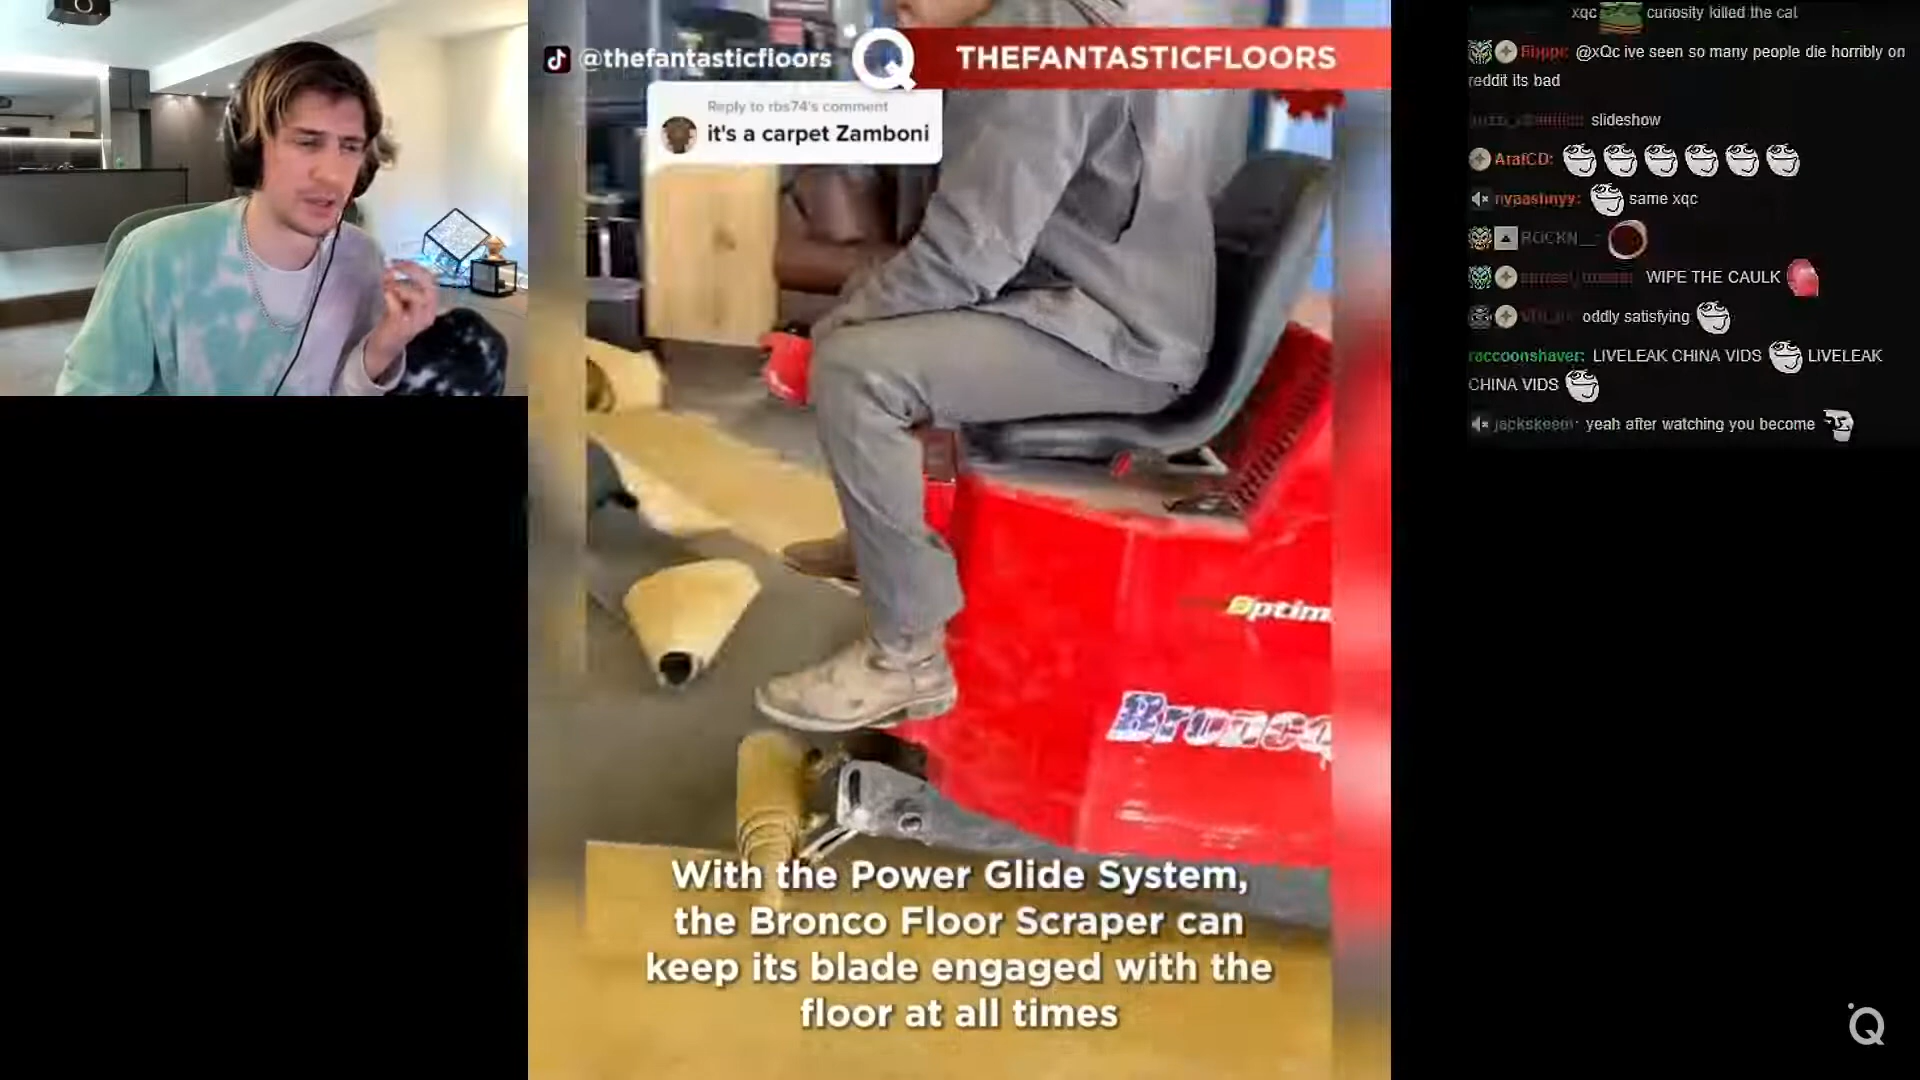 @thefantasticfloors
THEFANTASTICFLOORS
Reply to rbs74's comment
it's a carpet Zamboni
Optim
Bronco
With the Power Glide System,
the Bronco Floor Scraper can
keep its blade engaged with the
floor at all times
xqc curiosity killed the cat
@xQc ive seen so many people die horribly on
reddit its bad
slideshow
ArafCD:
same xqc
ROCKN__:
WIPE THE CAULK
oddly satisfying
raccoonshaver: LIVELEAK CHINA VIDS LIVELEAK
CHINA VIDS
jackskeem: yeah after watching you become